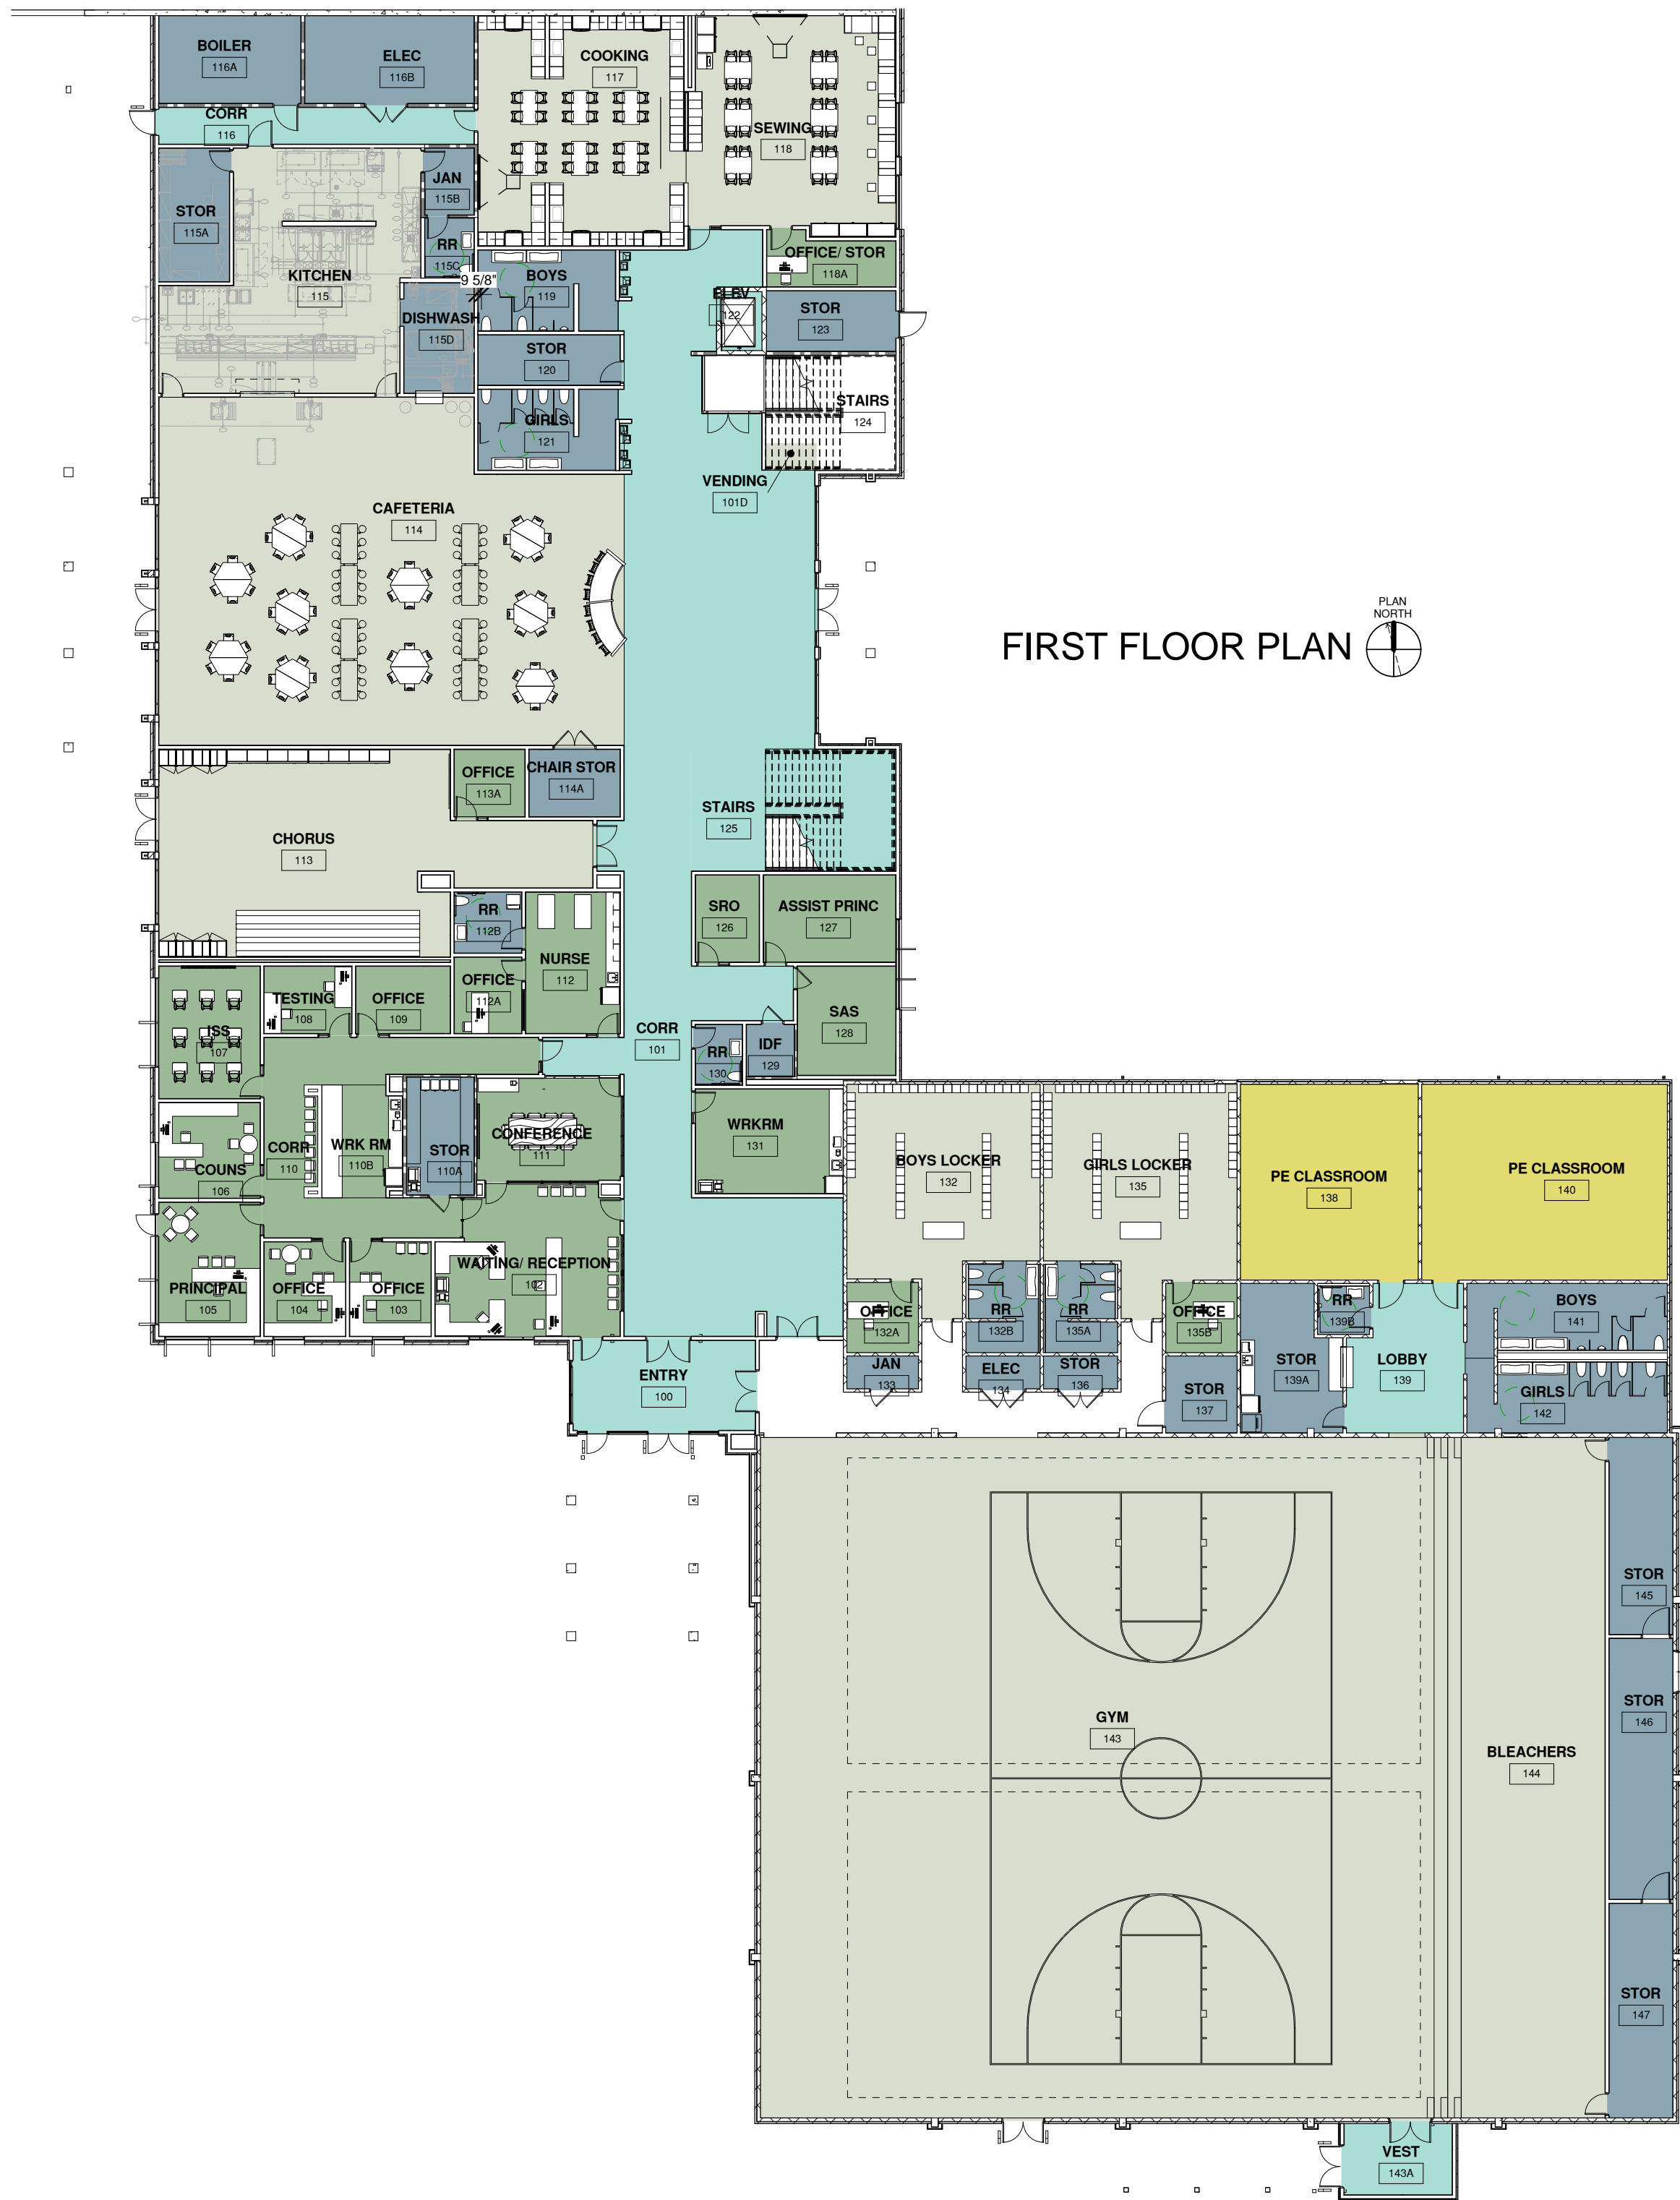 BOILER
116A
ELEC
116B
COOKING
117
SEWING
118
CORR
116
JAN
115B
STOR
115A
RR
115C
KITCHEN
115
9 5/8"
DISHWASH
115D
BOYS
119
STOR
120
GIRLS
121
OFFICE/ STOR
118A
ELEV
122
STOR
123
STAIRS
124
VENDING
101D
CAFETERIA
114
FIRST FLOOR PLAN
PLAN
NORTH
OFFICE
113A
CHAIR STOR
114A
CHORUS
113
STAIRS
125
RR
112B
NURSE
112
OFFICE
112A
SRO
126
ASSIST PRINC
127
TESTING
108
OFFICE
109
ISS
107
CORR
101
SAS
128
RR
130
IDF
129
COUNS
106
CORR
110
WRK RM
110B
STOR
110A
CONFERENCE
111
WRKRM
131
BOYS LOCKER
132
GIRLS LOCKER
135
PE CLASSROOM
138
PE CLASSROOM
140
PRINCIPAL
105
OFFICE
104
OFFICE
103
WAITING/ RECEPTION
102
OFFICE
132A
RR
132B
RR
135A
OFFICE
135B
RR
139B
BOYS
141
ENTRY
100
JAN
133
ELEC
134
STOR
136
STOR
137
STOR
139A
LOBBY
139
GIRLS
142
STOR
145
GYM
143
STOR
146
BLEACHERS
144
STOR
147
VEST
143A